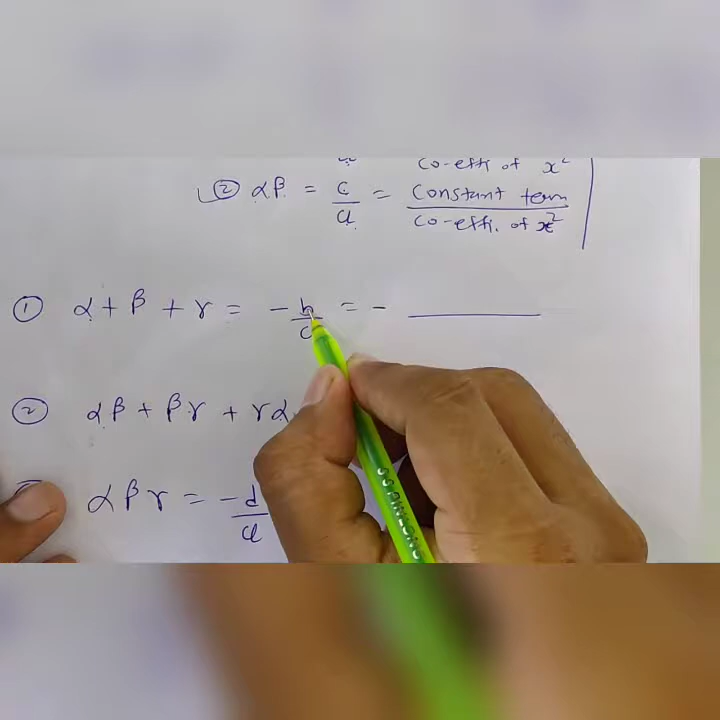 co-effi of x²
② αβ = c/a = constant term / co-effi. of x²
① α + β + γ = - b/ = -
② αβ + βγ + γα
αβγ = - d/a